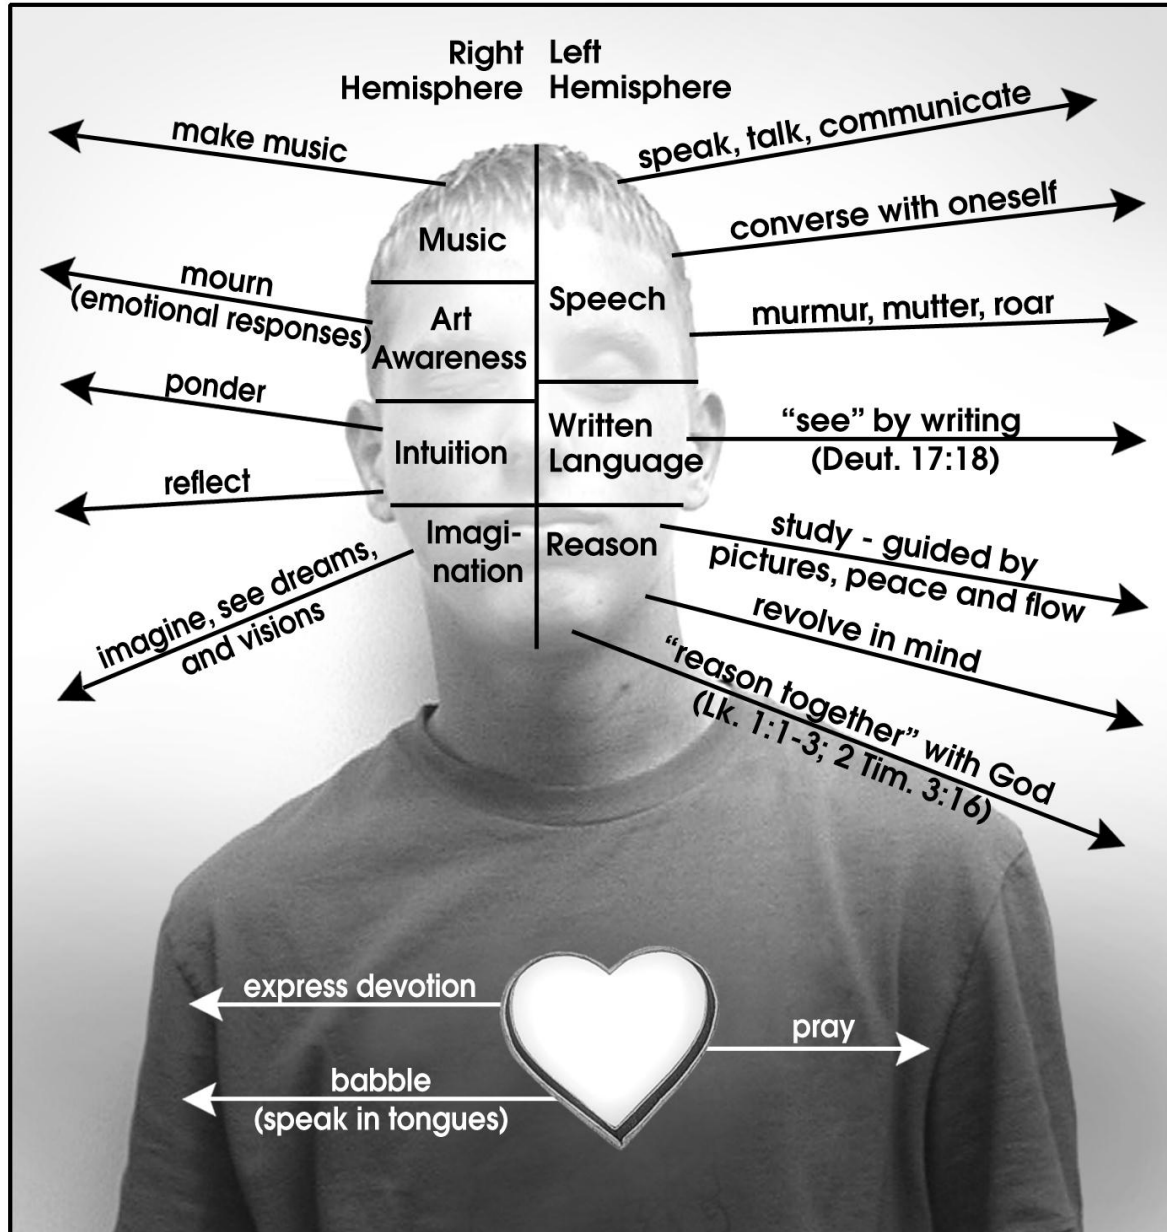 Right
Hemisphere
Left
Hemisphere
make music
mourn
(emotional responses)
ponder
reflect
imagine, see dreams,
and visions
Music
Art
Awareness
Intuition
Imagi-
nation
Speech
Written
Language
Reason
speak, talk, communicate
converse with oneself
murmur, mutter, roar
“see” by writing
(Deut. 17:18)
study - guided by
pictures, peace and flow
revolve in mind
“reason together” with God
(Lk. 1:1-3; 2 Tim. 3:16)
express devotion
babble
(speak in tongues)
pray